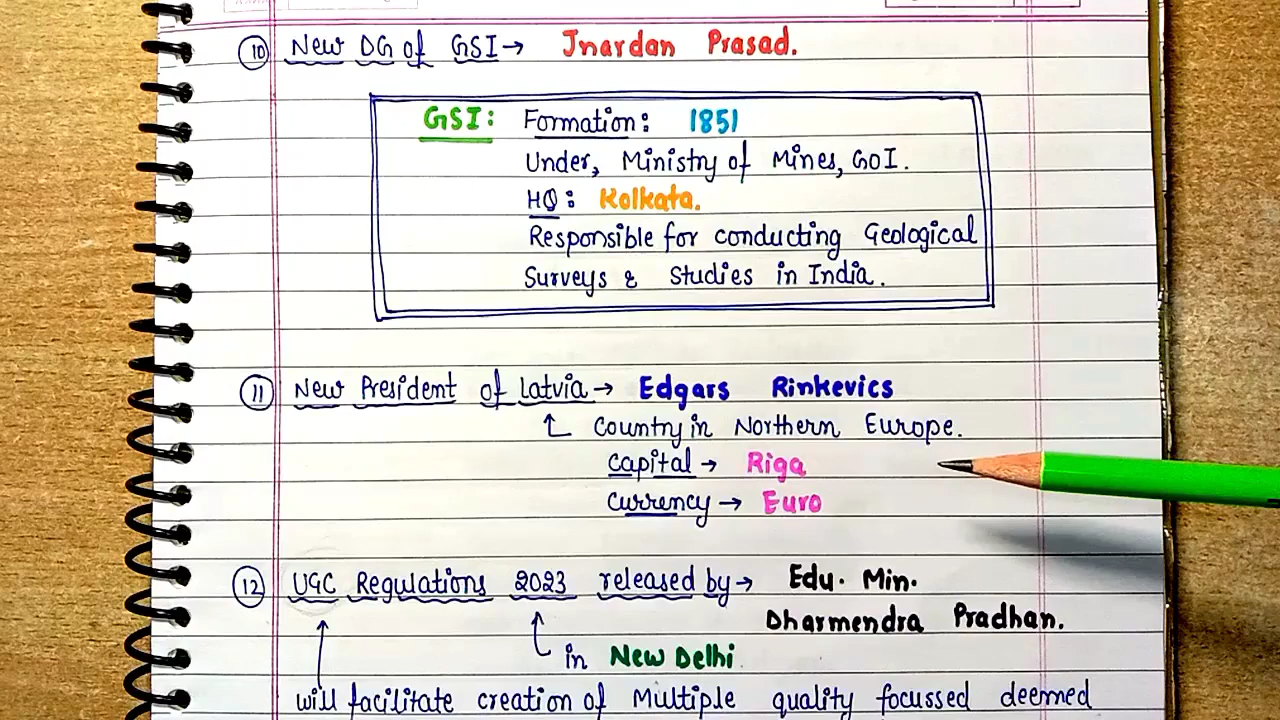 10 New DG of GSI→ Jnardan Prasad.
GSI: Formation: 1851
Under, Ministry of Mines, GOI.
HQ: Kolkata.
Responsible for conducting Geological
Surveys & Studies in India.
11 New President of Latvia→ Edgars Rinkevics
Country in Northern Europe.
Capital → Riga
Currency → Euro
12 UGC Regulations 2023 released by→ Edu. Min.
Dharmendra Pradhan.
in New Delhi
will facilitate creation of Multiple quality focussed deemed